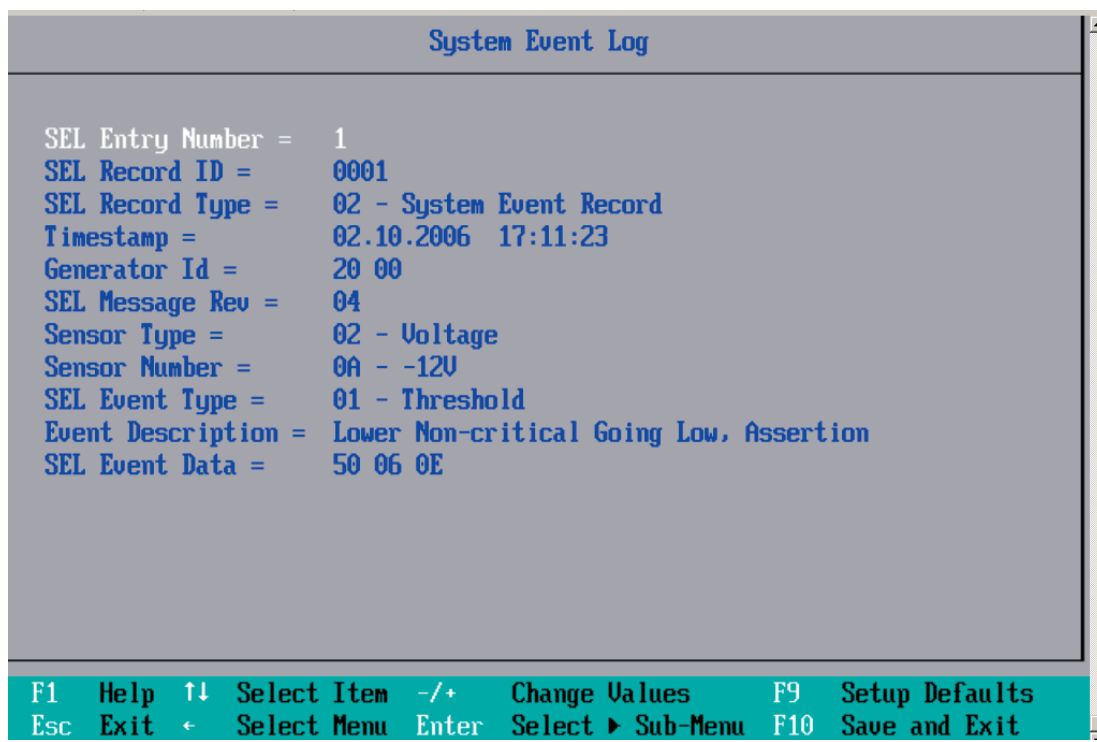 System Event Log
SEL Entry Number = 1
SEL Record ID = 0001
SEL Record Type = 02 - System Event Record
Timestamp = 02.10.2006 17:11:23
Generator Id = 20 00
SEL Message Rev = 04
Sensor Type = 02 - Voltage
Sensor Number = 0A - -12V
SEL Event Type = 01 - Threshold
Event Description = Lower Non-critical Going Low, Assertion
SEL Event Data = 50 06 0E
F1 Help ↑↓ Select Item -/+ Change Values F9 Setup Defaults
Esc Exit ← Select Menu Enter Select ▶ Sub-Menu F10 Save and Exit